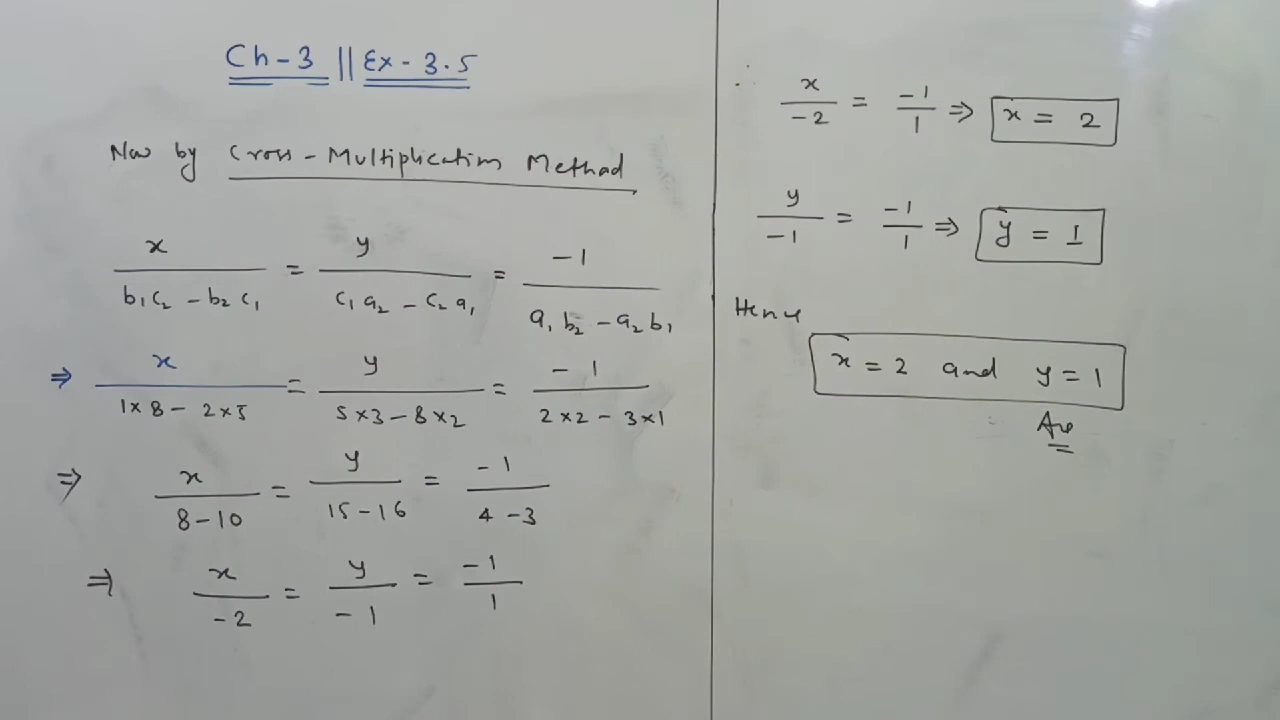 Ch-3 || Ex-3.5
Now by Cross-Multiplication Method
x/(b₁c₂ - b₂c₁) = y/(c₁a₂ - c₂a₁) = -1/(a₁b₂ - a₂b₁)
⇒ x/(1×8 - 2×5) = y/(5×3 - 8×2) = -1/(2×2 - 3×1)
⇒ x/(8-10) = y/(15-16) = -1/(4-3)
⇒ x/-2 = y/-1 = -1/1
∴ x/-2 = -1/1 ⇒ x = 2
y/-1 = -1/1 ⇒ y = 1
Hence
x = 2 and y = 1